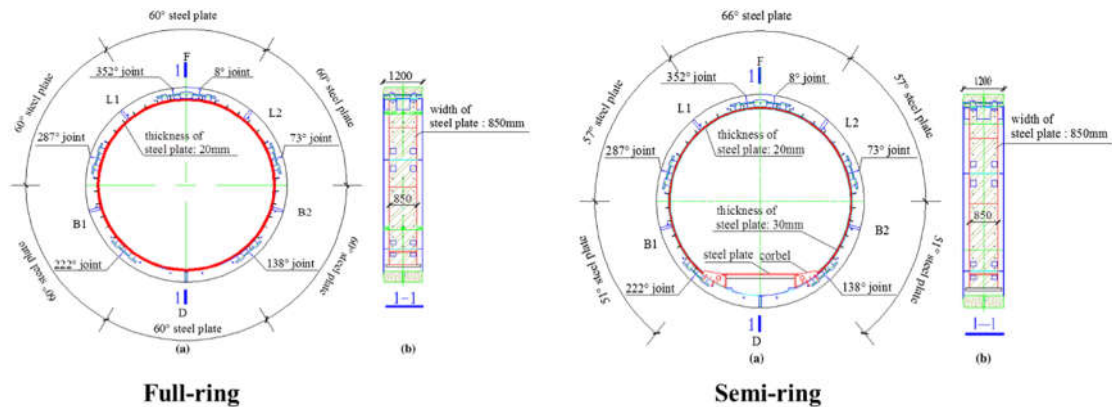 60° steel plate
F
1
352° joint
8° joint
60° steel plate
60° steel plate
L1
L2
thickness of
steel plate: 20mm
287° joint
73° joint
B1
B2
222° joint
138° joint
60° steel plate
60° steel plate
1
D
60° steel plate
(a)
1200
width of
steel plate : 850mm
850
1-1
(b)
Full-ring
66° steel plate
F
1
352° joint
8° joint
57° steel plate
57° steel plate
L1
L2
thickness of
steel plate: 20mm
287° joint
73° joint
thickness of
steel plate: 30mm
B1
B2
steel plate
corbel
222° joint
138° joint
51° steel plate
51° steel plate
1
D
(a)
1200
width of
steel plate: 850mm
850
1-1
(b)
Semi-ring